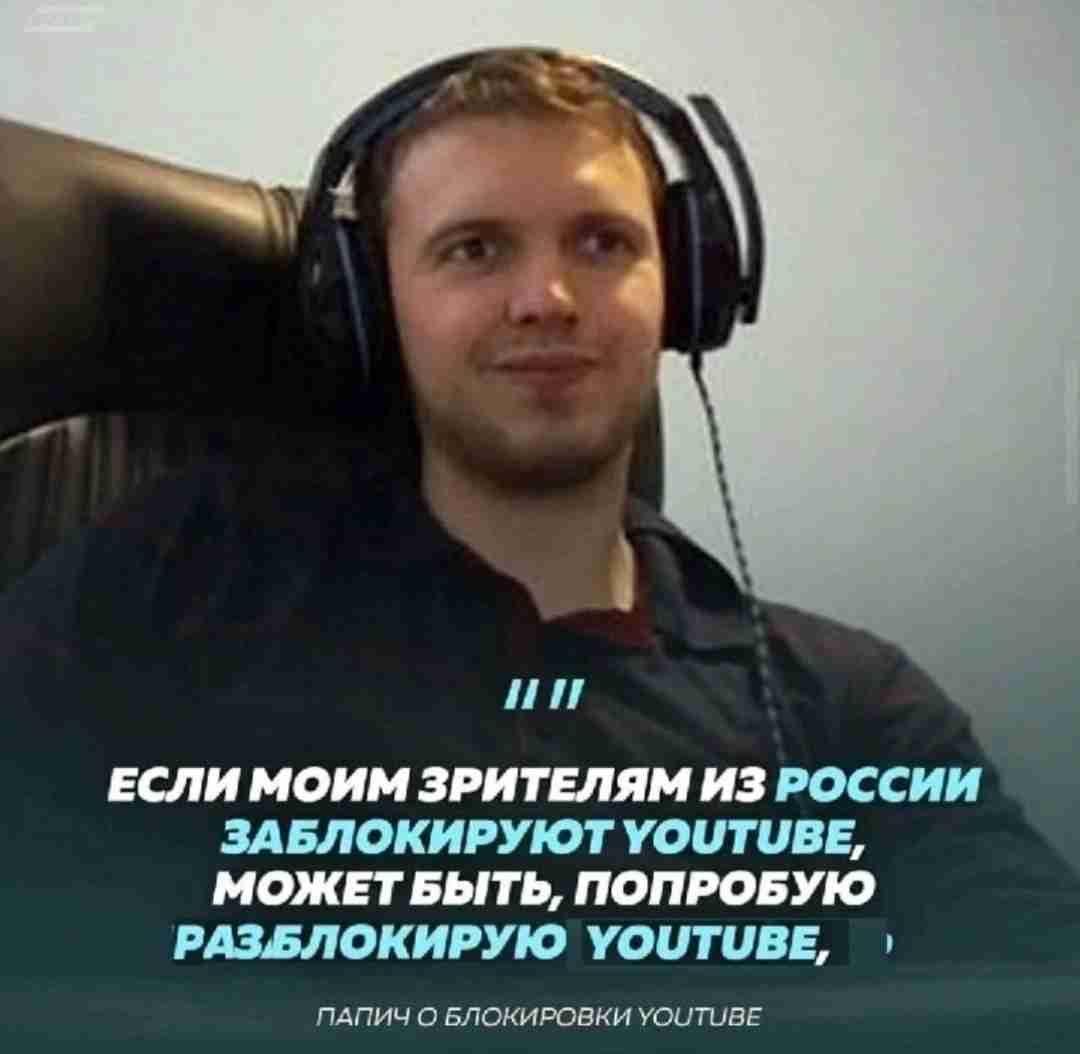 " "
ЕСЛИ МОИМ ЗРИТЕЛЯМ ИЗ РОССИИ
ЗАБЛОКИРУЮТ YOUTUBE,
МОЖЕТ БЫТЬ, ПОПРОБУЮ
РАЗБЛОКИРУЮ YOUTUBE,
ПАПИЧ О БЛОКИРОВКИ YOUTUBE